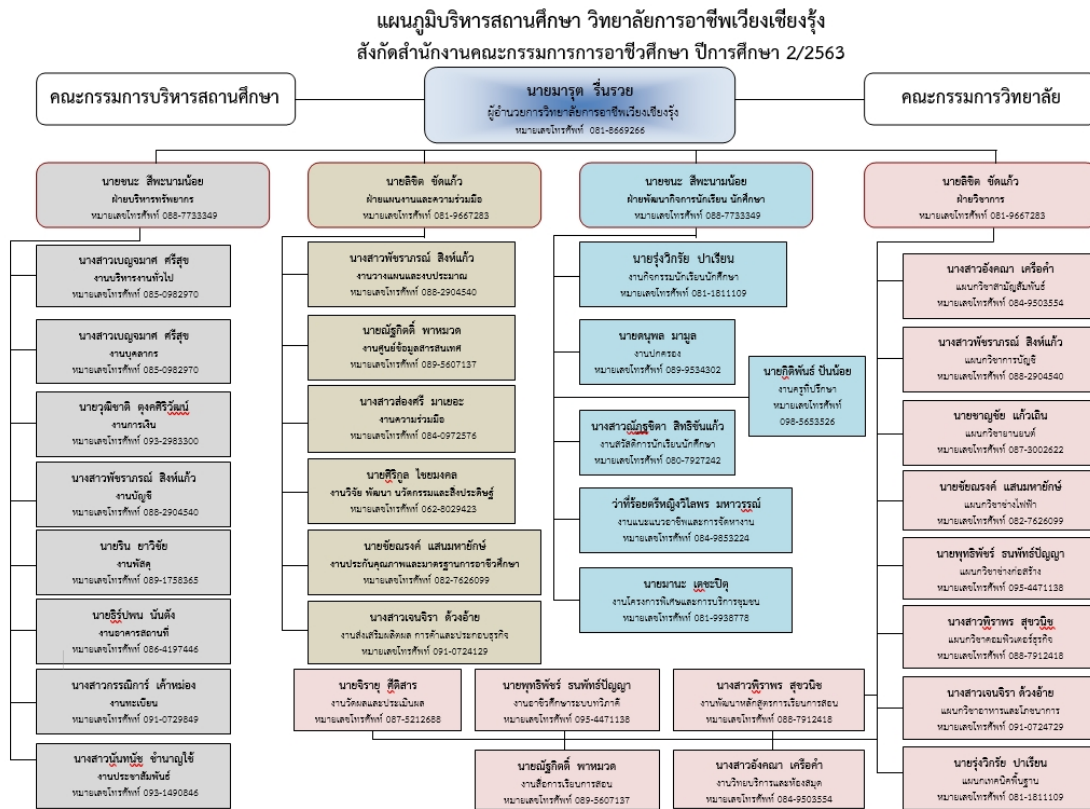 แผนภูมิบริหารสถานศึกษา วิทยาลัยการอาชีพเวียงเชียงรุ้ง
สังกัดสำนักงานคณะกรรมการการอาชีวศึกษา ปีการศึกษา 2/2563
คณะกรรมการบริหารสถานศึกษา
นายมารุต รื่นรวย
ผู้อำนวยการวิทยาลัยการอาชีพเวียงเชียงรุ้ง
หมายเลขโทรศัพท์ 081-8669266
คณะกรรมการวิทยาลัย
นายชนะ สีพะนามน้อย
ฝ่ายบริหารทรัพยากร
หมายเลขโทรศัพท์ 088-7733349
นางสาวเบญจมาศ ศรีสุข
งานบริหารงานทั่วไป
หมายเลขโทรศัพท์ 085-0982970
นางสาวเบญจมาศ ศรีสุข
งานบุคลากร
หมายเลขโทรศัพท์ 085-0982970
นายวุฒิชาติ ตุงคศิริวัฒน์
งานการเงิน
หมายเลขโทรศัพท์ 093-2983300
นางสาวพัชราภรณ์ สิงห์แก้ว
งานบัญชี
หมายเลขโทรศัพท์ 088-2904540
นายริน ยาวิชัย
งานพัสดุ
หมายเลขโทรศัพท์ 089-1758365
นายธิร์ปพน นันตัง
งานอาคารสถานที่
หมายเลขโทรศัพท์ 086-4197446
นางสาวกรรณิการ์ เค้าหม่อง
งานทะเบียน
หมายเลขโทรศัพท์ 091-0729849
นางสาวนันทนัช ชำนาญใช้
งานประชาสัมพันธ์
หมายเลขโทรศัพท์ 093-1490846
นายลิขิต ขัดแก้ว
ฝ่ายแผนงานและความร่วมมือ
หมายเลขโทรศัพท์ 081-9667283
นางสาวพัชราภรณ์ สิงห์แก้ว
งานวางแผนและงบประมาณ
หมายเลขโทรศัพท์ 088-2904540
นายณัฐกิตติ์ พาหมวด
งานศูนย์ข้อมูลสารสนเทศ
หมายเลขโทรศัพท์ 089-5607137
นางสาวส่องศรี มาเยอะ
งานความร่วมมือ
หมายเลขโทรศัพท์ 084-0972576
นายศิริกูล ไชยมงคล
งานวิจัย พัฒนา นวัตกรรมและสิ่งประดิษฐ์
หมายเลขโทรศัพท์ 062-8029423
นายชัยณรงค์ แสนมหายักษ์
งานประกันคุณภาพและมาตรฐานการอาชีวศึกษา
หมายเลขโทรศัพท์ 082-7626099
นางสาวเจนจิรา ด้วงอ้าย
งานส่งเสริมผลิตผล การค้าและประกอบธุรกิจ
หมายเลขโทรศัพท์ 091-0724129
นายชนะ สีพะนามน้อย
ฝ่ายพัฒนากิจการนักเรียน นักศึกษา
หมายเลขโทรศัพท์ 088-7733349
นายรุ่งวิกรัย ปาเรียน
งานกิจกรรมนักเรียนนักศึกษา
หมายเลขโทรศัพท์ 081-1811109
นายดนุพล มามูล
งานปกครอง
หมายเลขโทรศัพท์ 089-9534302
นายกิติพันธ์ ปันน้อย
งานครูที่ปรึกษา
หมายเลขโทรศัพท์
098-5653526
นางสาวณัฏฐขิตา สิทธิขันแก้ว
งานสวัสดิการนักเรียนนักศึกษา
หมายเลขโทรศัพท์ 080-7927242
ว่าที่ร้อยตรีหญิงวิไลพร มหาวรรณ์
งานแนะแนวอาชีพและการจัดหางาน
หมายเลขโทรศัพท์ 084-9853224
นายมานะ เตชะปิตุ
งานโครงการพิเศษและการบริการชุมชน
หมายเลขโทรศัพท์ 081-9938778
นายลิขิต ขัดแก้ว
ฝ่ายวิชาการ
หมายเลขโทรศัพท์ 081-9667283
นางสาวอังคณา เครือคำ
แผนกวิชาสามัญสัมพันธ์
หมายเลขโทรศัพท์ 084-9503554
นางสาวพัชราภรณ์ สิงห์แก้ว
แผนกวิชาการบัญชี
หมายเลขโทรศัพท์ 088-2904540
นายชาญชัย แก้วเถิน
แผนกวิชายานยนต์
หมายเลขโทรศัพท์ 087-3002622
นายชัยณรงค์ แสนมหายักษ์
แผนกวิชาช่างไฟฟ้า
หมายเลขโทรศัพท์ 082-7626099
นายพุทธิพัชร์ ธนพัทธ์ปัญญา
แผนกวิชาช่างก่อสร้าง
หมายเลขโทรศัพท์ 095-4471138
นางสาวพิราพร สุขวนิช
แผนกวิชาคอมพิวเตอร์ธุรกิจ
หมายเลขโทรศัพท์ 088-7912418
นางสาวเจนจิรา ด้วงอ้าย
แผนกวิชาอาหารและโภชนาการ
หมายเลขโทรศัพท์ 091-0724729
นายรุ่งวิกรัย ปาเรียน
แผนกเทคนิคพื้นฐาน
หมายเลขโทรศัพท์ 081-1811109
นายจิรายุ ศีติสาร
งานวัดผลและประเมินผล
หมายเลขโทรศัพท์ 087-5212688
นายพุทธิพัชร์ ธนพัทธ์ปัญญา
งานอาชีวศึกษาระบบทวิภาคี
หมายเลขโทรศัพท์ 095-4471138
นางสาวพิราพร สุขวนิช
งานพัฒนาหลักสูตรการเรียนการสอน
หมายเลขโทรศัพท์ 088-7912418
นายณัฐกิตติ์ พาหมวด
งานสื่อการเรียนการสอน
หมายเลขโทรศัพท์ 089-5607137
นางสาวอังคณา เครือคำ
งานวิทยบริการและห้องสมุด
หมายเลขโทรศัพท์ 084-9503554